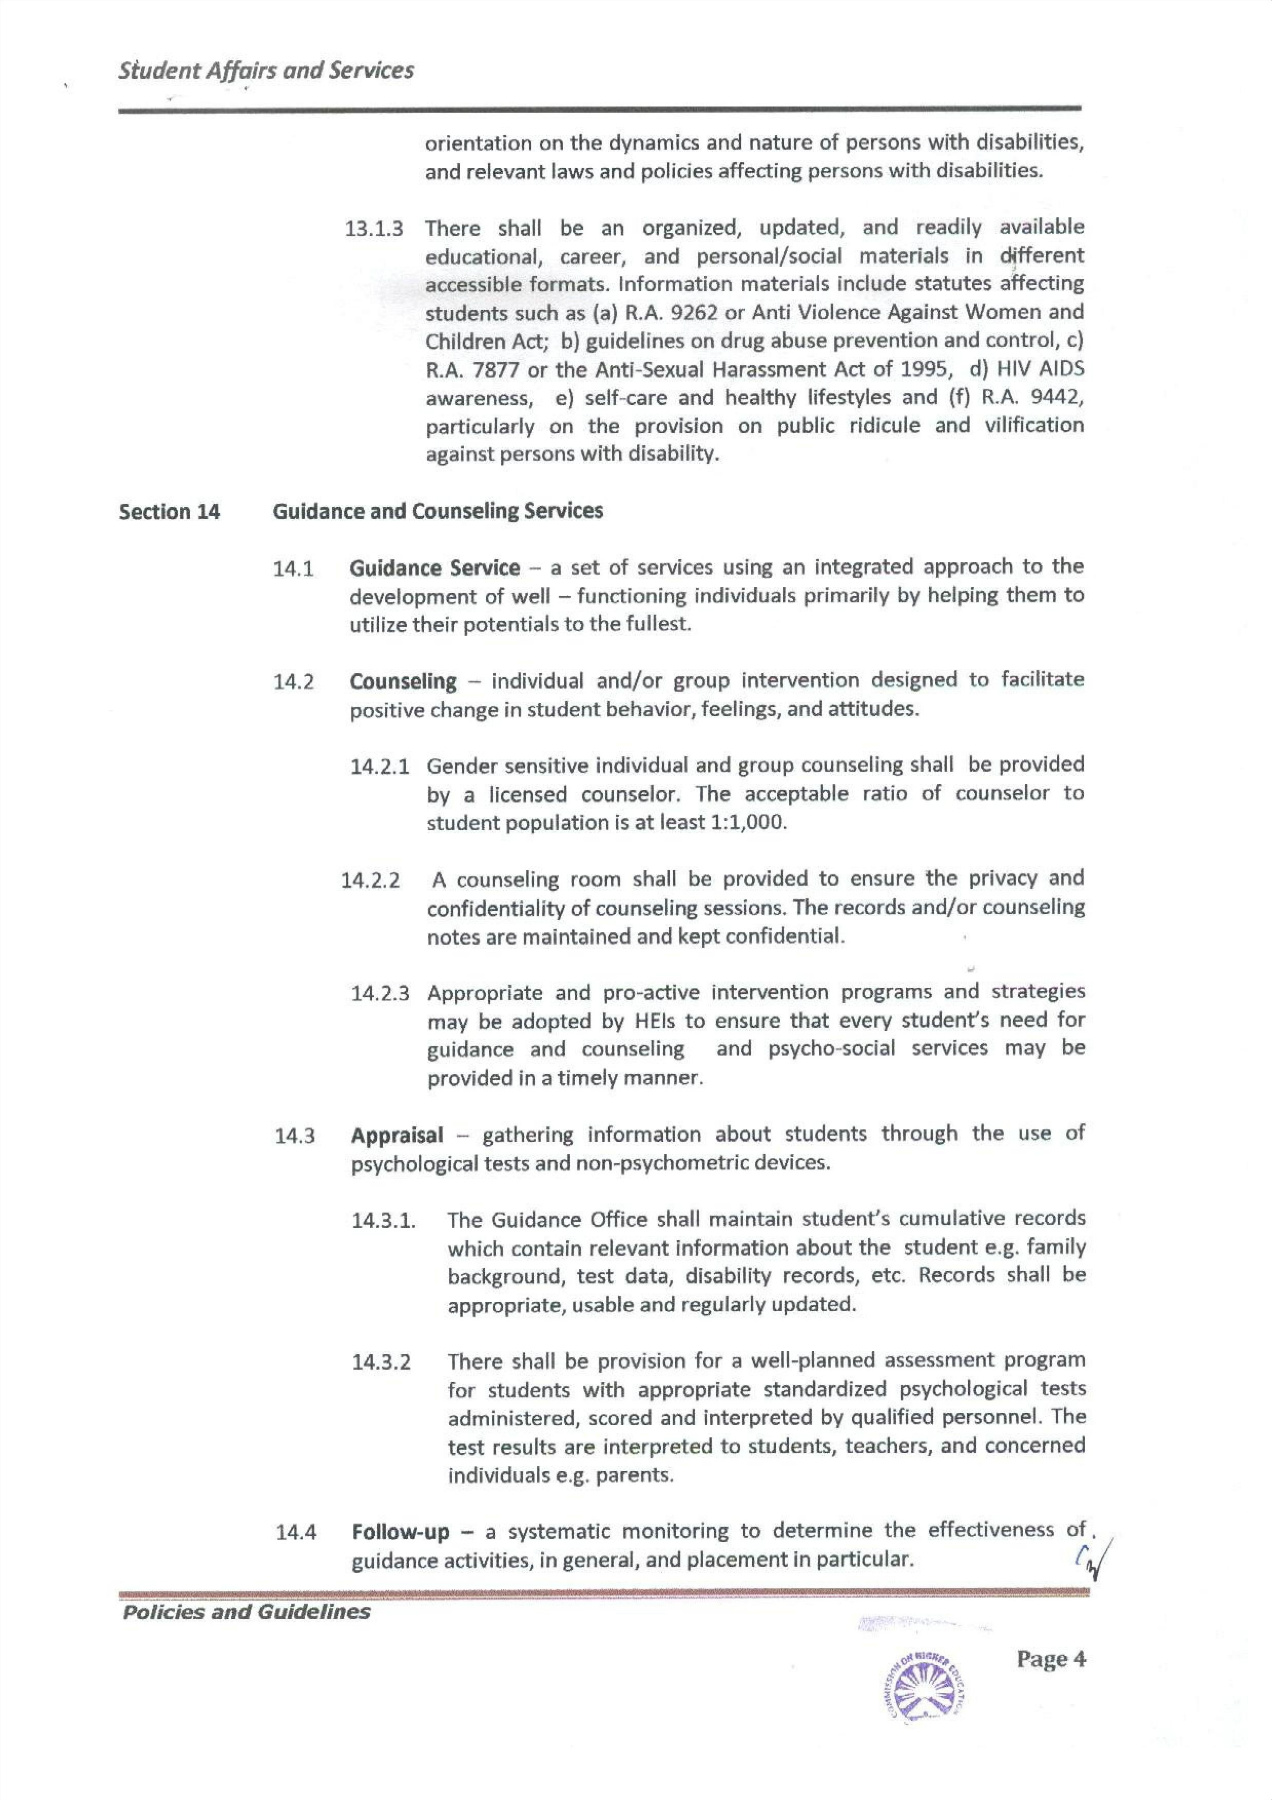 Student Affairs and Services
orientation on the dynamics and nature of persons with disabilities,
and relevant laws and policies affecting persons with disabilities.
13.1.3 There shall be an organized, updated, and readily available
educational, career, and personal/social materials in different
accessible formats. Information materials include statutes affecting
students such as (a) R.A. 9262 or Anti Violence Against Women and
Children Act; b) guidelines on drug abuse prevention and control, c)
R.A. 7877 or the Anti-Sexual Harassment Act of 1995, d) HIV AIDS
awareness, e) self-care and healthy lifestyles and (f) R.A. 9442,
particularly on the provision on public ridicule and vilification
against persons with disability.
Section 14 Guidance and Counseling Services
14.1 Guidance Service – a set of services using an integrated approach to the
development of well – functioning individuals primarily by helping them to
utilize their potentials to the fullest.
14.2 Counseling – individual and/or group intervention designed to facilitate
positive change in student behavior, feelings, and attitudes.
14.2.1 Gender sensitive individual and group counseling shall be provided
by a licensed counselor. The acceptable ratio of counselor to
student population is at least 1:1,000.
14.2.2 A counseling room shall be provided to ensure the privacy and
confidentiality of counseling sessions. The records and/or counseling
notes are maintained and kept confidential.
14.2.3 Appropriate and pro-active intervention programs and strategies
may be adopted by HEIs to ensure that every student's need for
guidance and counseling and psycho-social services may be
provided in a timely manner.
14.3 Appraisal – gathering information about students through the use of
psychological tests and non-psychometric devices.
14.3.1. The Guidance Office shall maintain student's cumulative records
which contain relevant information about the student e.g. family
background, test data, disability records, etc. Records shall be
appropriate, usable and regularly updated.
14.3.2 There shall be provision for a well-planned assessment program
for students with appropriate standardized psychological tests
administered, scored and interpreted by qualified personnel. The
test results are interpreted to students, teachers, and concerned
individuals e.g. parents.
14.4 Follow-up – a systematic monitoring to determine the effectiveness of
guidance activities, in general, and placement in particular.
Policies and Guidelines
COMMISSION ON HIGHER EDUCATION
Page 4